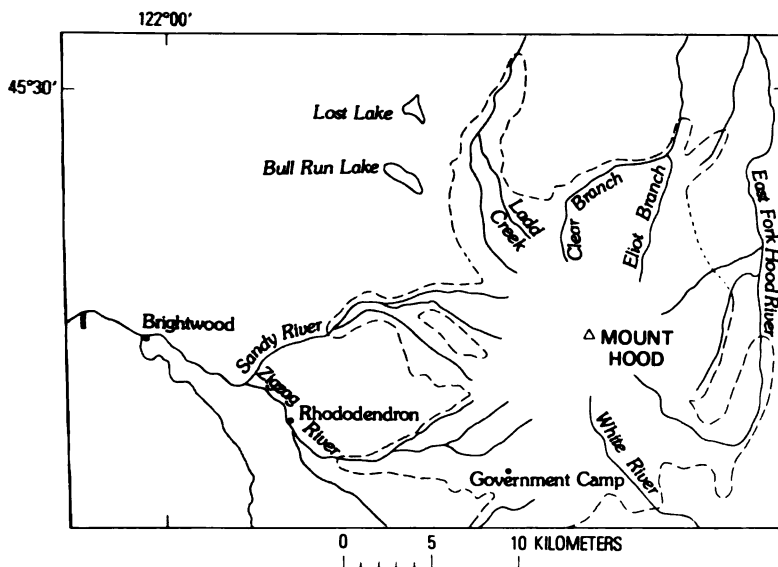 122°00'
45°30'
Lost Lake
Bull Run Lake
Ladd
Creek
Clear Branch
Eliot Branch
East Fork Hood River
Brightwood
Sandy River
MOUNT
HOOD
Zigzag
River
Rhododendron
White River
Government Camp
0 5 10 KILOMETERS